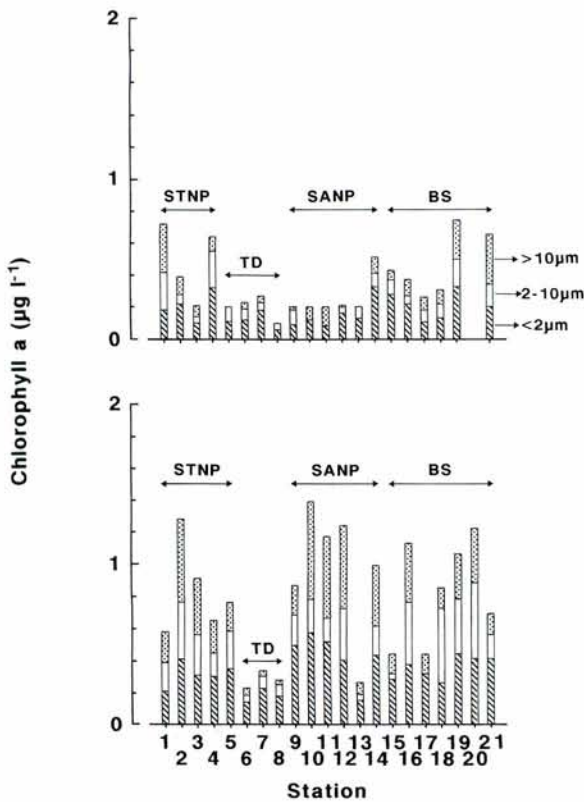 2
STNP
SANP
BS
TD
>10μm
2-10μm
<2μm
1
0
Chlorophyll a (μg l-1)
2
STNP
SANP
BS
TD
1
0
1 3 5 7 9 11 13 15 17 19 21
2 4 6 8 10 12 14 16 18 20
Station